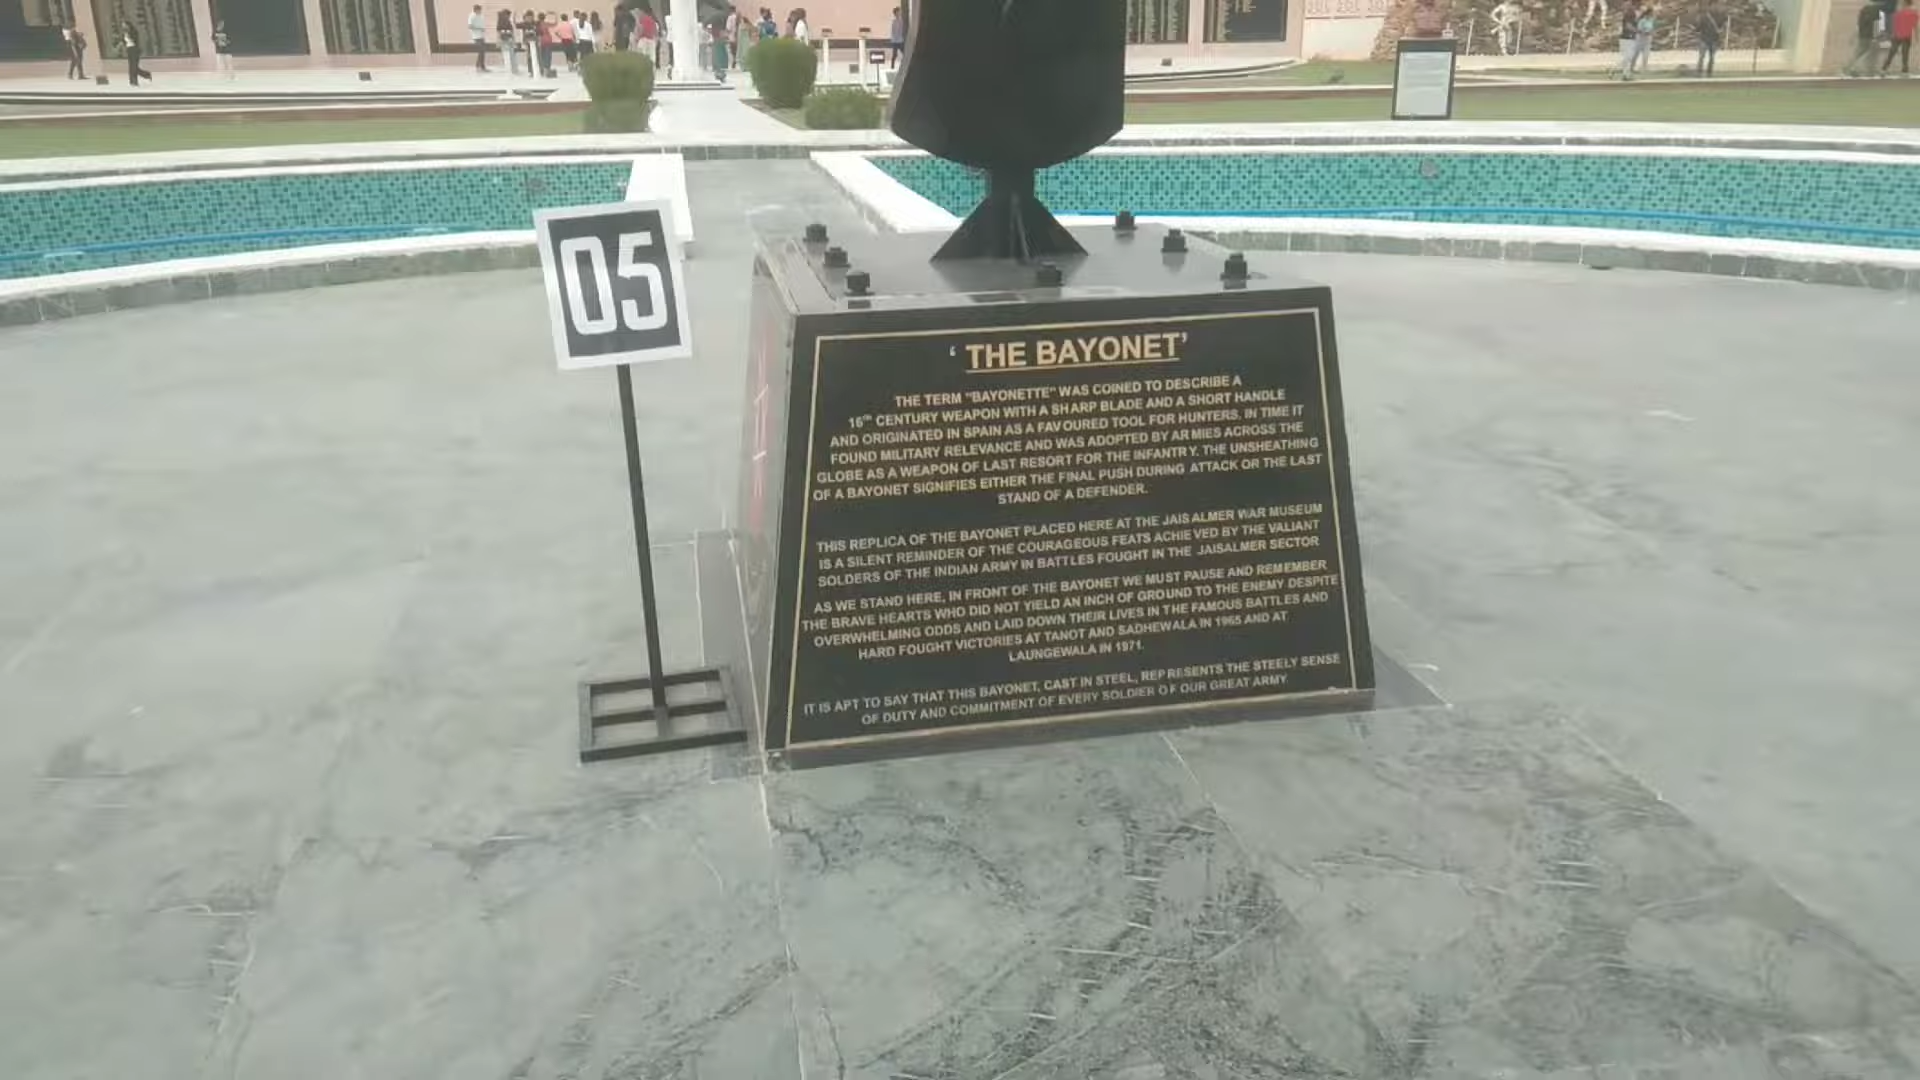 05
‘ THE BAYONET’
THE TERM "BAYONETTE" WAS COINED TO DESCRIBE A
16TH CENTURY WEAPON WITH A SHARP BLADE AND A SHORT HANDLE
AND ORIGINATED IN SPAIN AS A FAVOURED TOOL FOR HUNTERS. IN TIME IT
FOUND MILITARY RELEVANCE AND WAS ADOPTED BY ARMIES ACROSS THE
GLOBE AS A WEAPON OF LAST RESORT FOR THE INFANTRY. THE UNSHEATHING
OF A BAYONET SIGNIFIES EITHER THE FINAL PUSH DURING ATTACK OR THE LAST
STAND OF A DEFENDER.
THIS REPLICA OF THE BAYONET PLACED HERE AT THE JAISALMER WAR MUSEUM
IS A SILENT REMINDER OF THE COURAGEOUS FEATS ACHIEVED BY THE VALIANT
SOLDERS OF THE INDIAN ARMY IN BATTLES FOUGHT IN THE JAISALMER SECTOR
AS WE STAND HERE, IN FRONT OF THE BAYONET WE MUST PAUSE AND REMEMBER
THE BRAVE HEARTS WHO DID NOT YIELD AN INCH OF GROUND TO THE ENEMY DESPITE
OVERWHELMING ODDS AND LAID DOWN THEIR LIVES IN THE FAMOUS BATTLES AND
HARD FOUGHT VICTORIES AT TANOT AND SADHEWALA IN 1965 AND AT
LAUNGEWALA IN 1971.
IT IS APT TO SAY THAT THIS BAYONET, CAST IN STEEL, REPRESENTS THE STEELY SENSE
OF DUTY AND COMMITMENT OF EVERY SOLDIER OF OUR GREAT ARMY.